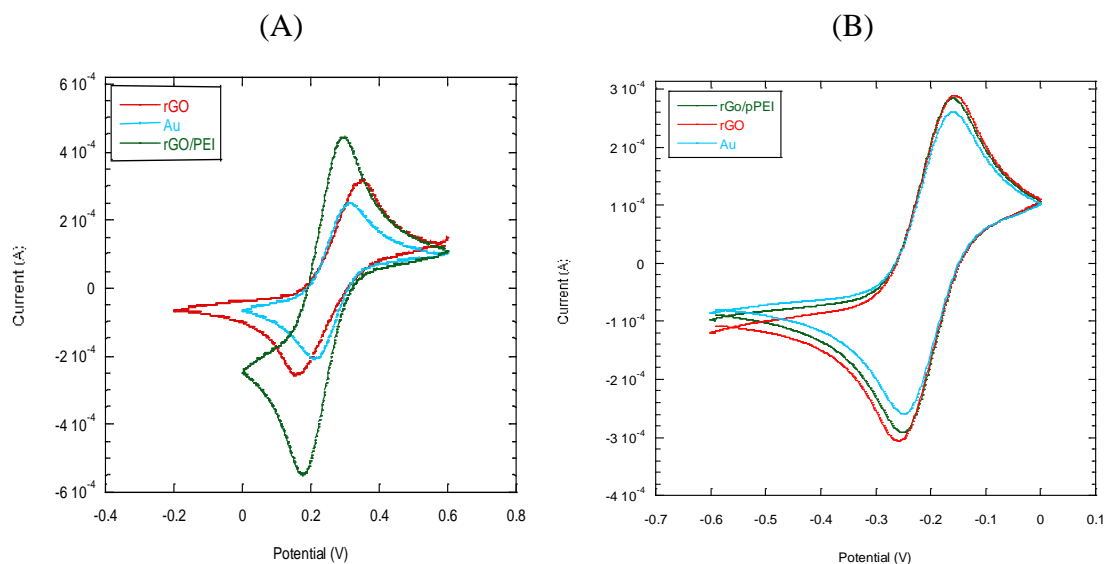 (A)
(B)
6 10⁻⁴
4 10⁻⁴
2 10⁻⁴
0
-2 10⁻⁴
-4 10⁻⁴
-6 10⁻⁴
Current (A)
rGO
Au
rGO/PEI
-0.4
-0.2
0
0.2
0.4
0.6
0.8
Potential (V)
3 10⁻⁴
2 10⁻⁴
1 10⁻⁴
0
-1 10⁻⁴
-2 10⁻⁴
-3 10⁻⁴
-4 10⁻⁴
Current (A)
rGo/pPEI
rGO
Au
-0.7
-0.6
-0.5
-0.4
-0.3
-0.2
-0.1
0
0.1
Potential (V)